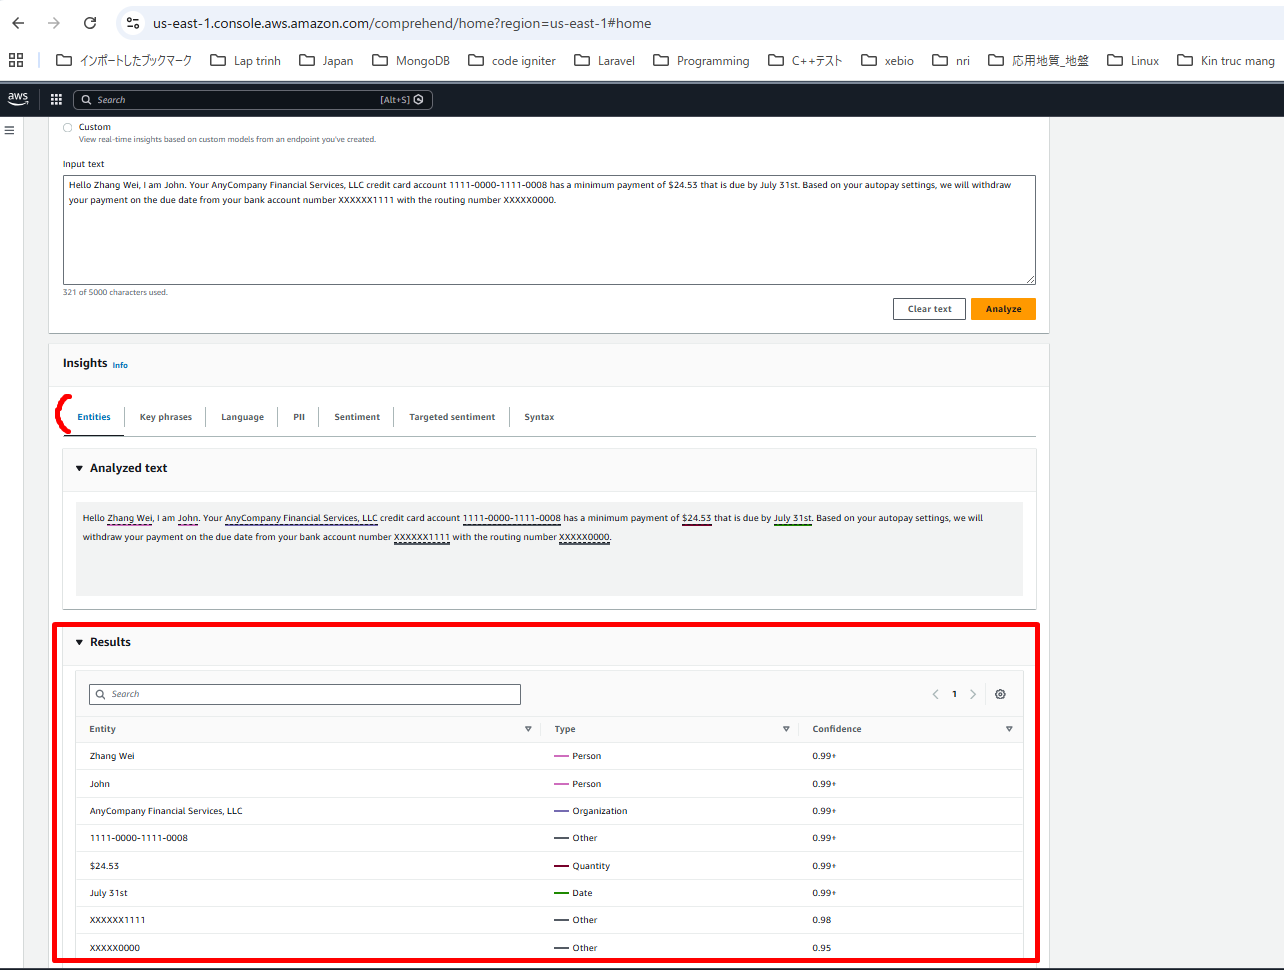 us-east-1.console.aws.amazon.com/comprehend/home?region=us-east-1#home
インポートしたブックマーク Lap trinh Japan MongoDB code igniter Laravel Programming C++テスト xebio nri 応用地質_地盤 Linux Kin truc mang
aws Search [Alt+S]
Custom
View real-time insights based on custom models from an endpoint you've created.
Input text
Hello Zhang Wei, I am John. Your AnyCompany Financial Services, LLC credit card account 1111-0000-1111-0008 has a minimum payment of $24.53 that is due by July 31st. Based on your autopay settings, we will withdraw
your payment on the due date from your bank account number XXXXXX1111 with the routing number XXXXX0000.
321 of 5000 characters used.
Clear text Analyze
Insights Info
Entities Key phrases Language PII Sentiment Targeted sentiment Syntax
Analyzed text
Hello Zhang Wei, I am John. Your AnyCompany Financial Services, LLC credit card account 1111-0000-1111-0008 has a minimum payment of $24.53 that is due by July 31st. Based on your autopay settings, we will
withdraw your payment on the due date from your bank account number XXXXXX1111 with the routing number XXXXX0000.
Results
Search 1
Entity Type Confidence
Zhang Wei Person 0.99+
John Person 0.99+
AnyCompany Financial Services, LLC Organization 0.99+
1111-0000-1111-0008 Other 0.99+
$24.53 Quantity 0.99+
July 31st Date 0.99+
XXXXXX1111 Other 0.98
XXXXX0000 Other 0.95